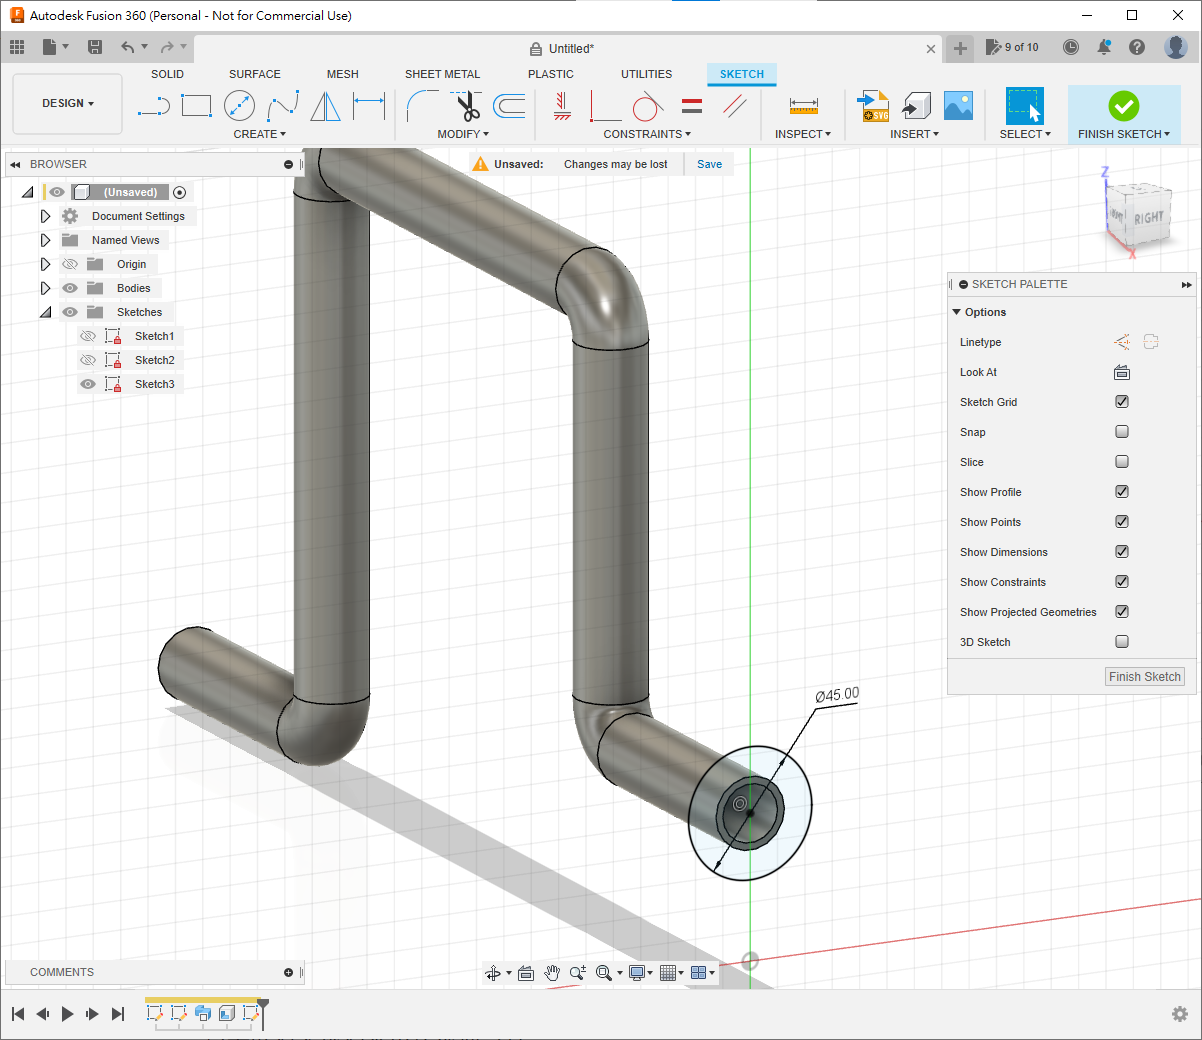 Autodesk Fusion 360 (Personal - Not for Commercial Use)
Untitled*
9 of 10
SOLID
SURFACE
MESH
SHEET METAL
PLASTIC
UTILITIES
SKETCH
DESIGN
CREATE
MODIFY
CONSTRAINTS
INSPECT
INSERT
SELECT
FINISH SKETCH
SVG
BROWSER
Unsaved: Changes may be lost Save
(Unsaved)
Document Settings
Named Views
Origin
Bodies
Sketches
Sketch1
Sketch2
Sketch3
Z
RIGHT
X
SKETCH PALETTE
Options
Linetype
Look At
Sketch Grid
Snap
Slice
Show Profile
Show Points
Show Dimensions
Show Constraints
Show Projected Geometries
3D Sketch
Finish Sketch
Ø45.00
COMMENTS